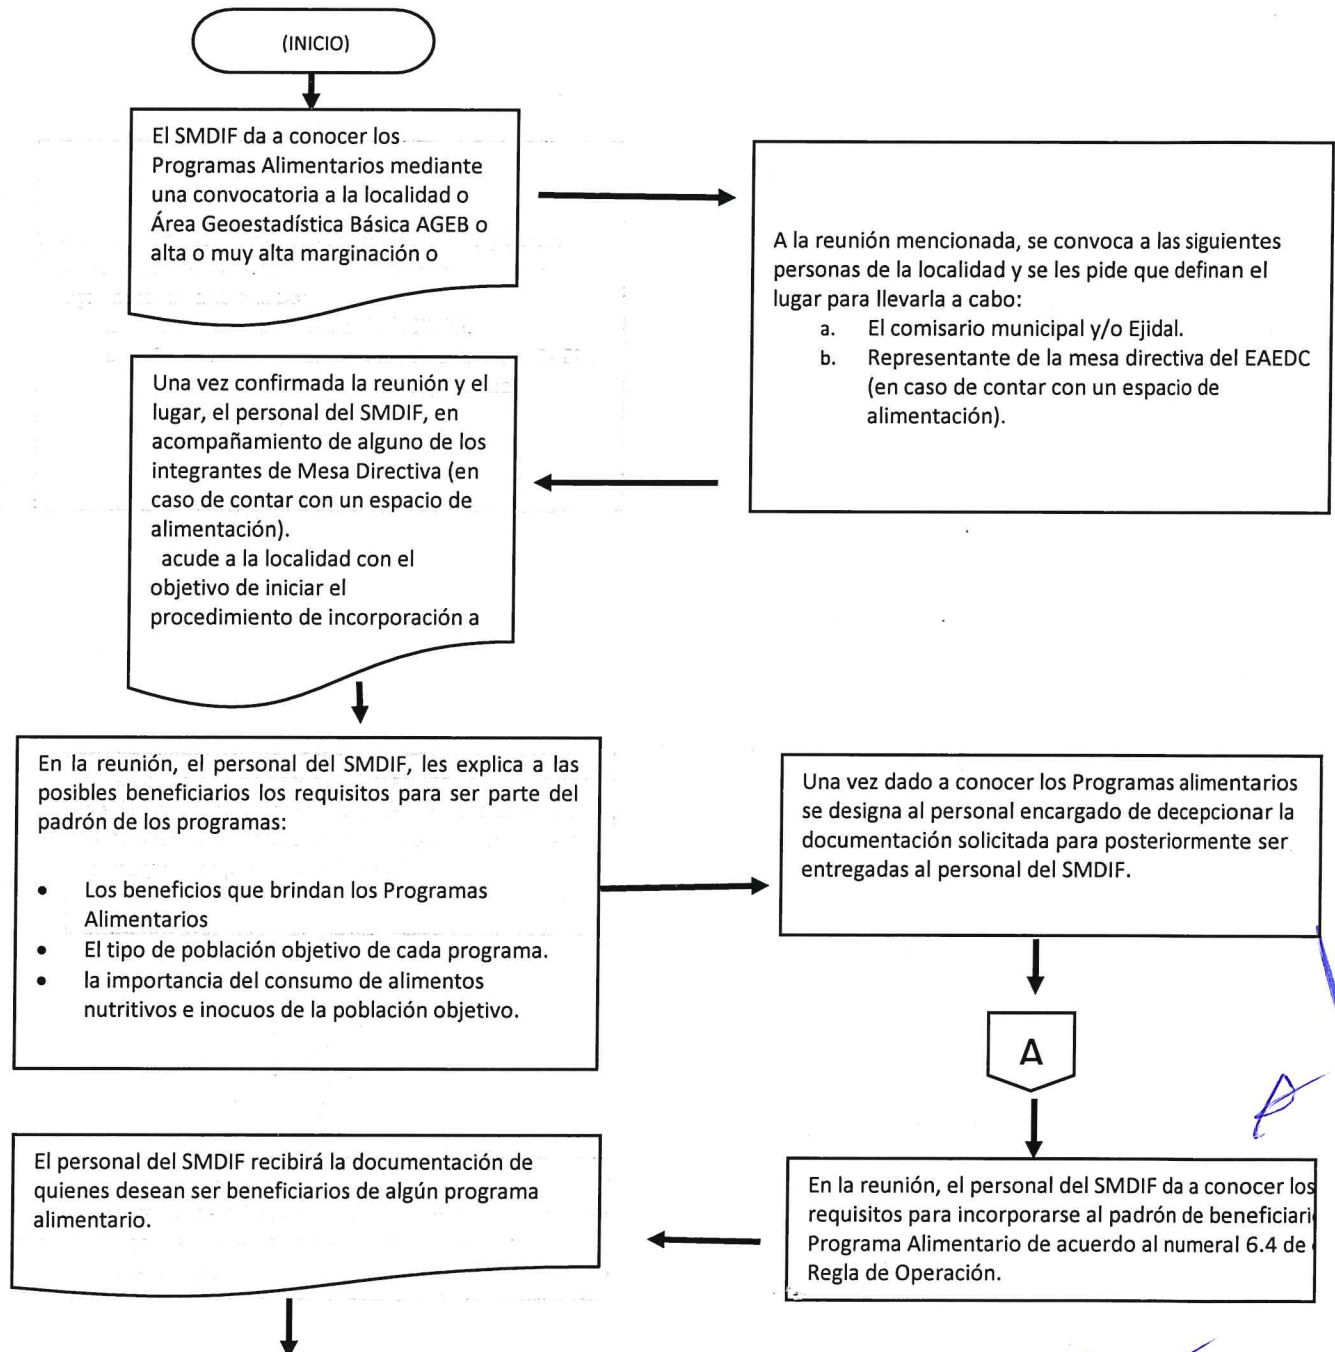 (INICIO)
El SMDIF da a conocer los
Programas Alimentarios mediante
una convocatoria a la localidad o
Área Geoestadística Básica AGEB o
alta o muy alta marginación o
A la reunión mencionada, se convoca a las siguientes
personas de la localidad y se les pide que definan el
lugar para llevarla a cabo:
a. El comisario municipal y/o Ejidal.
b. Representante de la mesa directiva del EAEDC
(en caso de contar con un espacio de
alimentación).
Una vez confirmada la reunión y el
lugar, el personal del SMDIF, en
acompañamiento de alguno de los
integrantes de Mesa Directiva (en
caso de contar con un espacio de
alimentación).
acude a la localidad con el
objetivo de iniciar el
procedimiento de incorporación a
En la reunión, el personal del SMDIF, les explica a las
posibles beneficiarios los requisitos para ser parte del
padrón de los programas:
• Los beneficios que brindan los Programas
Alimentarios
• El tipo de población objetivo de cada programa.
• la importancia del consumo de alimentos
nutritivos e inocuos de la población objetivo.
Una vez dado a conocer los Programas alimentarios
se designa al personal encargado de decepcionar la
documentación solicitada para posteriormente ser
entregadas al personal del SMDIF.
A
En la reunión, el personal del SMDIF da a conocer los
requisitos para incorporarse al padrón de beneficiari
Programa Alimentario de acuerdo al numeral 6.4 de
Regla de Operación.
El personal del SMDIF recibirá la documentación de
quienes desean ser beneficiarios de algún programa
alimentario.